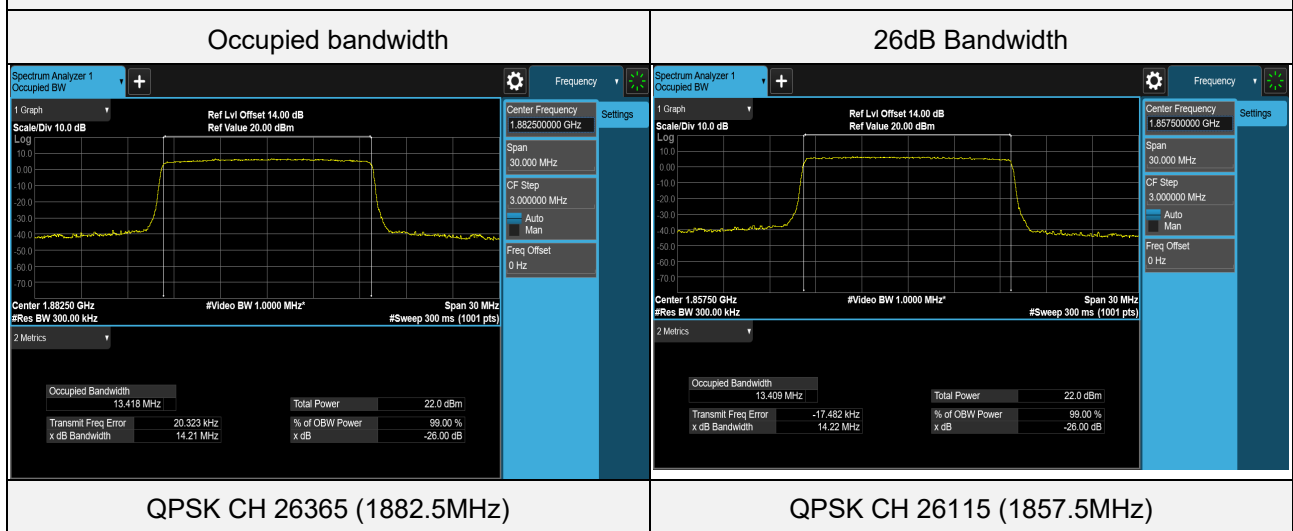 Occupied bandwidth
26dB Bandwidth
Spectrum Analyzer 1
Occupied BW
+
Frequency
1 Graph
Ref Lvl Offset 14.00 dB
Scale/Div 10.0 dB
Ref Value 20.00 dBm
Log
10.0
0.00
-10.0
-20.0
-30.0
-40.0
-50.0
-60.0
-70.0
Center 1.88250 GHz
#Video BW 1.0000 MHz*
Span 30 MHz
#Res BW 300.00 kHz
#Sweep 300 ms (1001 pts)
Center Frequency
1.882500000 GHz
Settings
Span
30.000 MHz
CF Step
3.000000 MHz
Auto
Man
Freq Offset
0 Hz
2 Metrics
Occupied Bandwidth
13.418 MHz
Total Power 22.0 dBm
Transmit Freq Error 20.323 kHz
% of OBW Power 99.00 %
x dB Bandwidth 14.21 MHz
x dB -26.00 dB
Spectrum Analyzer 1
Occupied BW
+
Frequency
1 Graph
Ref Lvl Offset 14.00 dB
Scale/Div 10.0 dB
Ref Value 20.00 dBm
Log
10.0
0.00
-10.0
-20.0
-30.0
-40.0
-50.0
-60.0
-70.0
Center 1.85750 GHz
#Video BW 1.0000 MHz*
Span 30 MHz
#Res BW 300.00 kHz
#Sweep 300 ms (1001 pts)
Center Frequency
1.857500000 GHz
Settings
Span
30.000 MHz
CF Step
3.000000 MHz
Auto
Man
Freq Offset
0 Hz
2 Metrics
Occupied Bandwidth
13.409 MHz
Total Power 22.0 dBm
Transmit Freq Error -17.482 kHz
% of OBW Power 99.00 %
x dB Bandwidth 14.22 MHz
x dB -26.00 dB
QPSK CH 26365 (1882.5MHz)
QPSK CH 26115 (1857.5MHz)